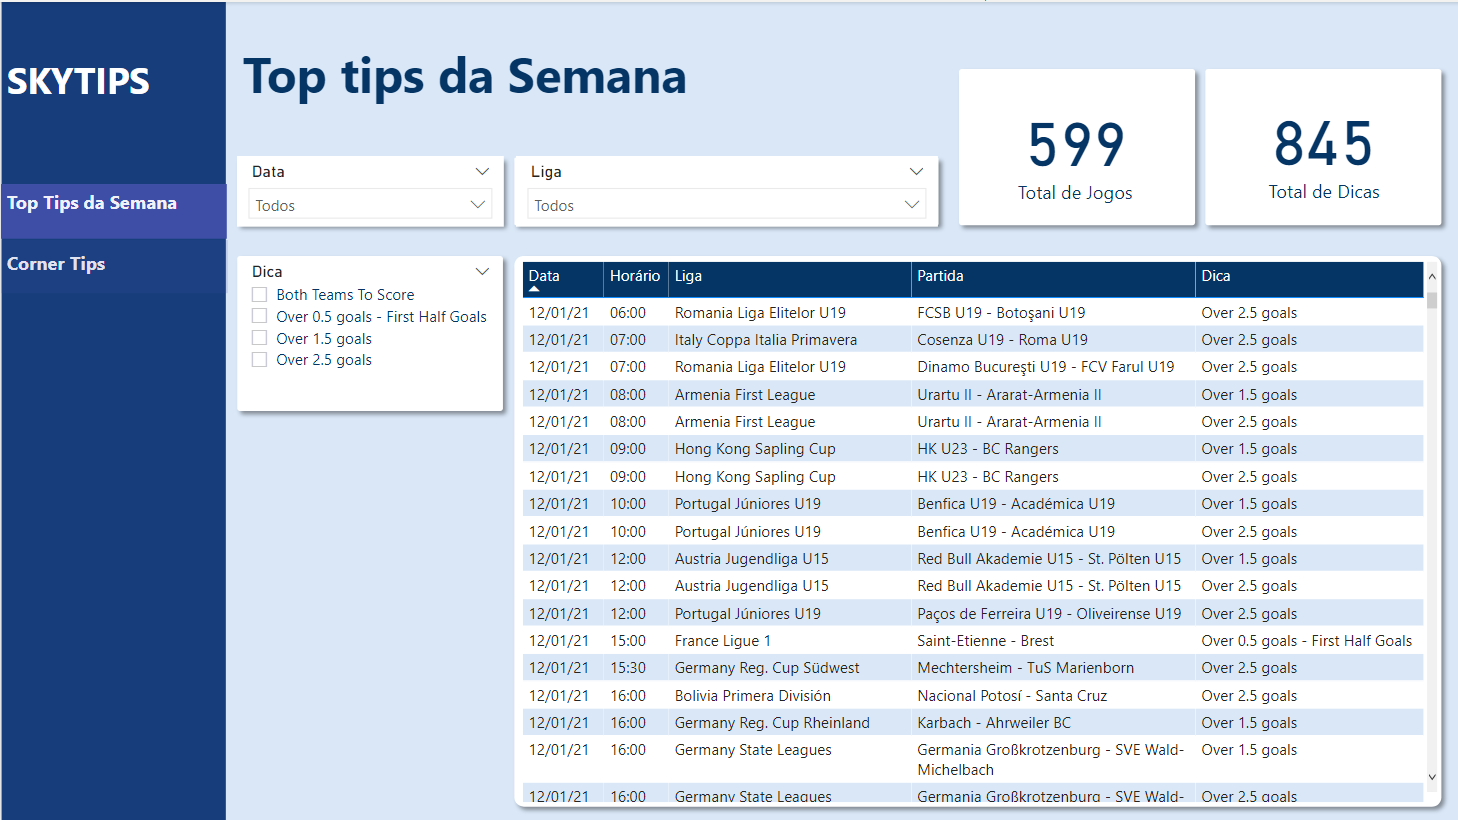 SKYTIPS
Top Tips da Semana
Corner Tips
Top tips da Semana
599
Total de Jogos
845
Total de Dicas
Data
Todos
Liga
Todos
Dica
Both Teams To Score
Over 0.5 goals - First Half Goals
Over 1.5 goals
Over 2.5 goals
Data Horário Liga Partida Dica
12/01/21 06:00 Romania Liga Elitelor U19 FCSB U19 - Botoşani U19 Over 2.5 goals
12/01/21 07:00 Italy Coppa Italia Primavera Cosenza U19 - Roma U19 Over 2.5 goals
12/01/21 07:00 Romania Liga Elitelor U19 Dinamo Bucureşti U19 - FCV Farul U19 Over 2.5 goals
12/01/21 08:00 Armenia First League Urartu II - Ararat-Armenia II Over 1.5 goals
12/01/21 08:00 Armenia First League Urartu II - Ararat-Armenia II Over 2.5 goals
12/01/21 09:00 Hong Kong Sapling Cup HK U23 - BC Rangers Over 1.5 goals
12/01/21 09:00 Hong Kong Sapling Cup HK U23 - BC Rangers Over 2.5 goals
12/01/21 10:00 Portugal Júniores U19 Benfica U19 - Académica U19 Over 1.5 goals
12/01/21 10:00 Portugal Júniores U19 Benfica U19 - Académica U19 Over 2.5 goals
12/01/21 12:00 Austria Jugendliga U15 Red Bull Akademie U15 - St. Pölten U15 Over 1.5 goals
12/01/21 12:00 Austria Jugendliga U15 Red Bull Akademie U15 - St. Pölten U15 Over 2.5 goals
12/01/21 12:00 Portugal Júniores U19 Paços de Ferreira U19 - Oliveirense U19 Over 2.5 goals
12/01/21 15:00 France Ligue 1 Saint-Etienne - Brest Over 0.5 goals - First Half Goals
12/01/21 15:30 Germany Reg. Cup Südwest Mechtersheim - TuS Marienborn Over 2.5 goals
12/01/21 16:00 Bolivia Primera División Nacional Potosí - Santa Cruz Over 2.5 goals
12/01/21 16:00 Germany Reg. Cup Rheinland Karbach - Ahrweiler BC Over 1.5 goals
12/01/21 16:00 Germany State Leagues Germania Großkrotzenburg - SVE Wald- Over 1.5 goals
Michelbach
12/01/21 16:00 Germany State Leagues Germania Großkrotzenburg - SVE Wald- Over 2.5 goals